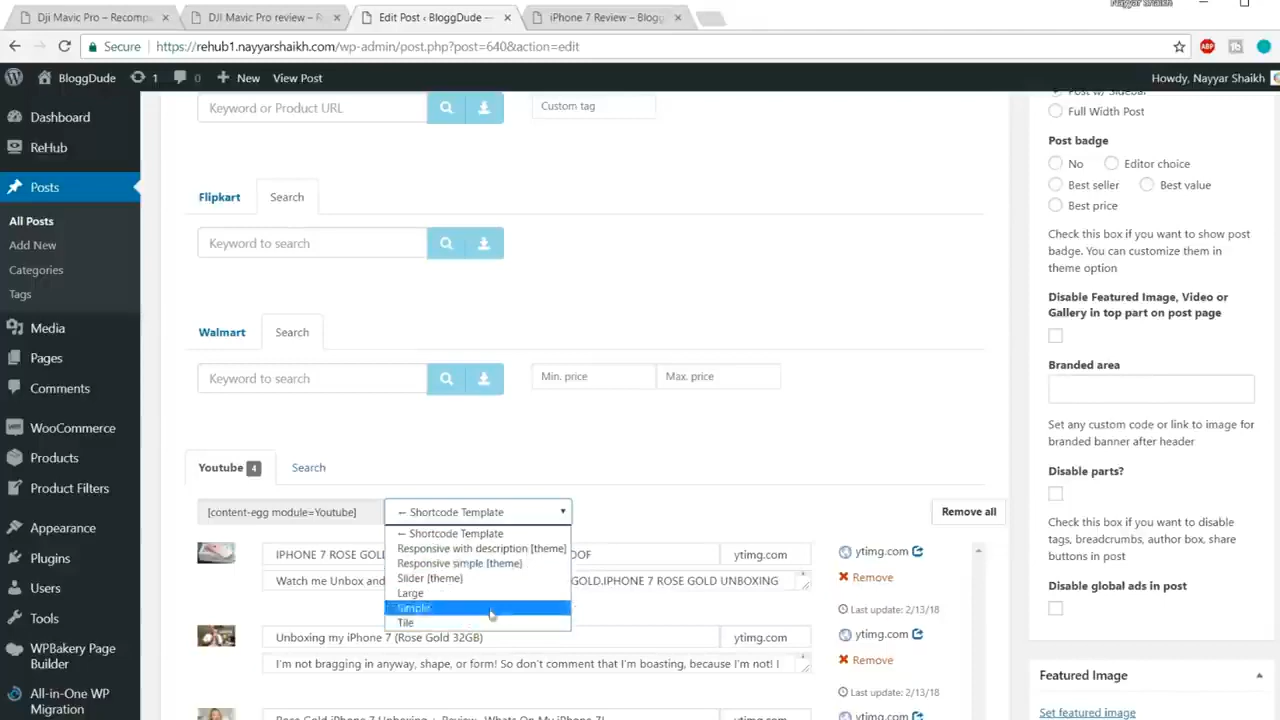 Nayyar Shaikh
Dji Mavic Pro – Recompa
DJI Mavic Pro review – R
Edit Post ‹ BloggDude —
iPhone 7 Review – Blogg
Secure
https://rehub1.nayyarshaikh.com/wp-admin/post.php?post=640&action=edit
ABP
BloggDude
1
0
New
View Post
Howdy, Nayyar Shaikh
Dashboard
ReHub
Posts
All Posts
Add New
Categories
Tags
Media
Pages
Comments
WooCommerce
Products
Product Filters
Appearance
Plugins
Users
Tools
WPBakery Page
Builder
All-in-One WP
Migration
Keyword or Product URL
Custom tag
Flipkart
Search
Keyword to search
Walmart
Search
Keyword to search
Min. price
Max. price
Youtube 4
Search
[content-egg module=Youtube]
← Shortcode Template
Remove all
← Shortcode Template
Responsive with description [theme]
Responsive simple [theme]
Slider [theme]
Large
Simple
Tile
IPHONE 7 ROSE GOL
OOF
ytimg.com
ytimg.com
Watch me Unbox and
GOLD,IPHONE 7 ROSE GOLD UNBOXING
Remove
Last update: 2/13/18
Unboxing my iPhone 7 (Rose Gold 32GB)
ytimg.com
ytimg.com
I'm not bragging in anyway, shape, or form! So don't comment that I'm boasting, because I'm not! I
Remove
Last update: 2/13/18
Rose Gold iPhone 7 Unboxing + Review- Whats On My iPhone 7!
ytimg.com
ytimg.com
Post w/ Sidebar
Full Width Post
Post badge
No
Editor choice
Best seller
Best value
Best price
Check this box if you want to show post
badge. You can customize them in
theme option
Disable Featured Image, Video or
Gallery in top part on post page
Branded area
Set any custom code or link to image for
branded banner after header
Disable parts?
Check this box if you want to disable
tags, breadcrumbs, author box, share
buttons in post
Disable global ads in post
Featured Image
Set featured image